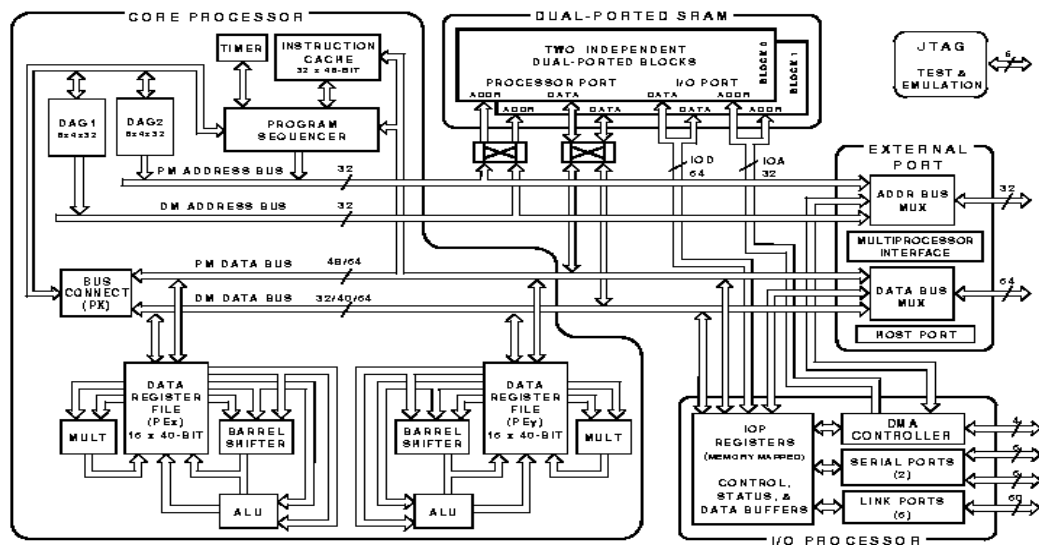 CORE PROCESSOR
TIMER
INSTRUCTION
CACHE
32 x 48-BIT
DAG1
8x4x32
DAG2
8x4x32
PROGRAM
SEQUENCER
PM ADDRESS BUS
32
DM ADDRESS BUS
32
BUS
CONNECT
(PX)
PM DATA BUS
48/64
DM DATA BUS
32/40/64
MULT
DATA
REGISTER
FILE
(PEx)
16 x 40-BIT
BARREL
SHIFTER
ALU
BARREL
SHIFTER
DATA
REGISTER
FILE
(PEy)
16 x 40-BIT
MULT
ALU
DUAL-PORTED SRAM
TWO INDEPENDENT
DUAL-PORTED BLOCKS
PROCESSOR PORT
I/O PORT
ADDR
DATA
DATA
ADDR
ADDR
DATA
DATA
ADDR
BLOCK 0
BLOCK 1
IOD
64
IOA
32
JTAG
TEST &
EMULATION
6
EXTERNAL
PORT
ADDR BUS
MUX
32
MULTIPROCESSOR
INTERFACE
DATA BUS
MUX
64
HOST PORT
IOP
REGISTERS
(MEMORY MAPPED)
CONTROL,
STATUS, &
DATA BUFFERS
DMA
CONTROLLER
4
SERIAL PORTS
(2)
6
6
LINK PORTS
(6)
60
I/O PROCESSOR